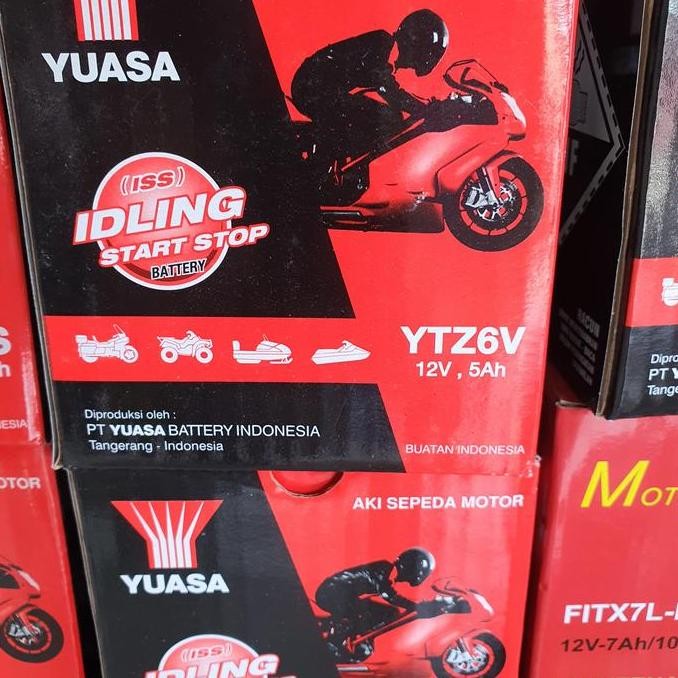 YUASA
(ISS)
IDLING
START STOP
BATTERY
YTZ6V
12V , 5Ah
Diproduksi oleh :
PT YUASA BATTERY INDONESIA
Tangerang - Indonesia
BUATAN INDONESIA
AKI SEPEDA MOTOR
YUASA
(ISS)
IDLING
FITX7L-
12V-7Ah/10